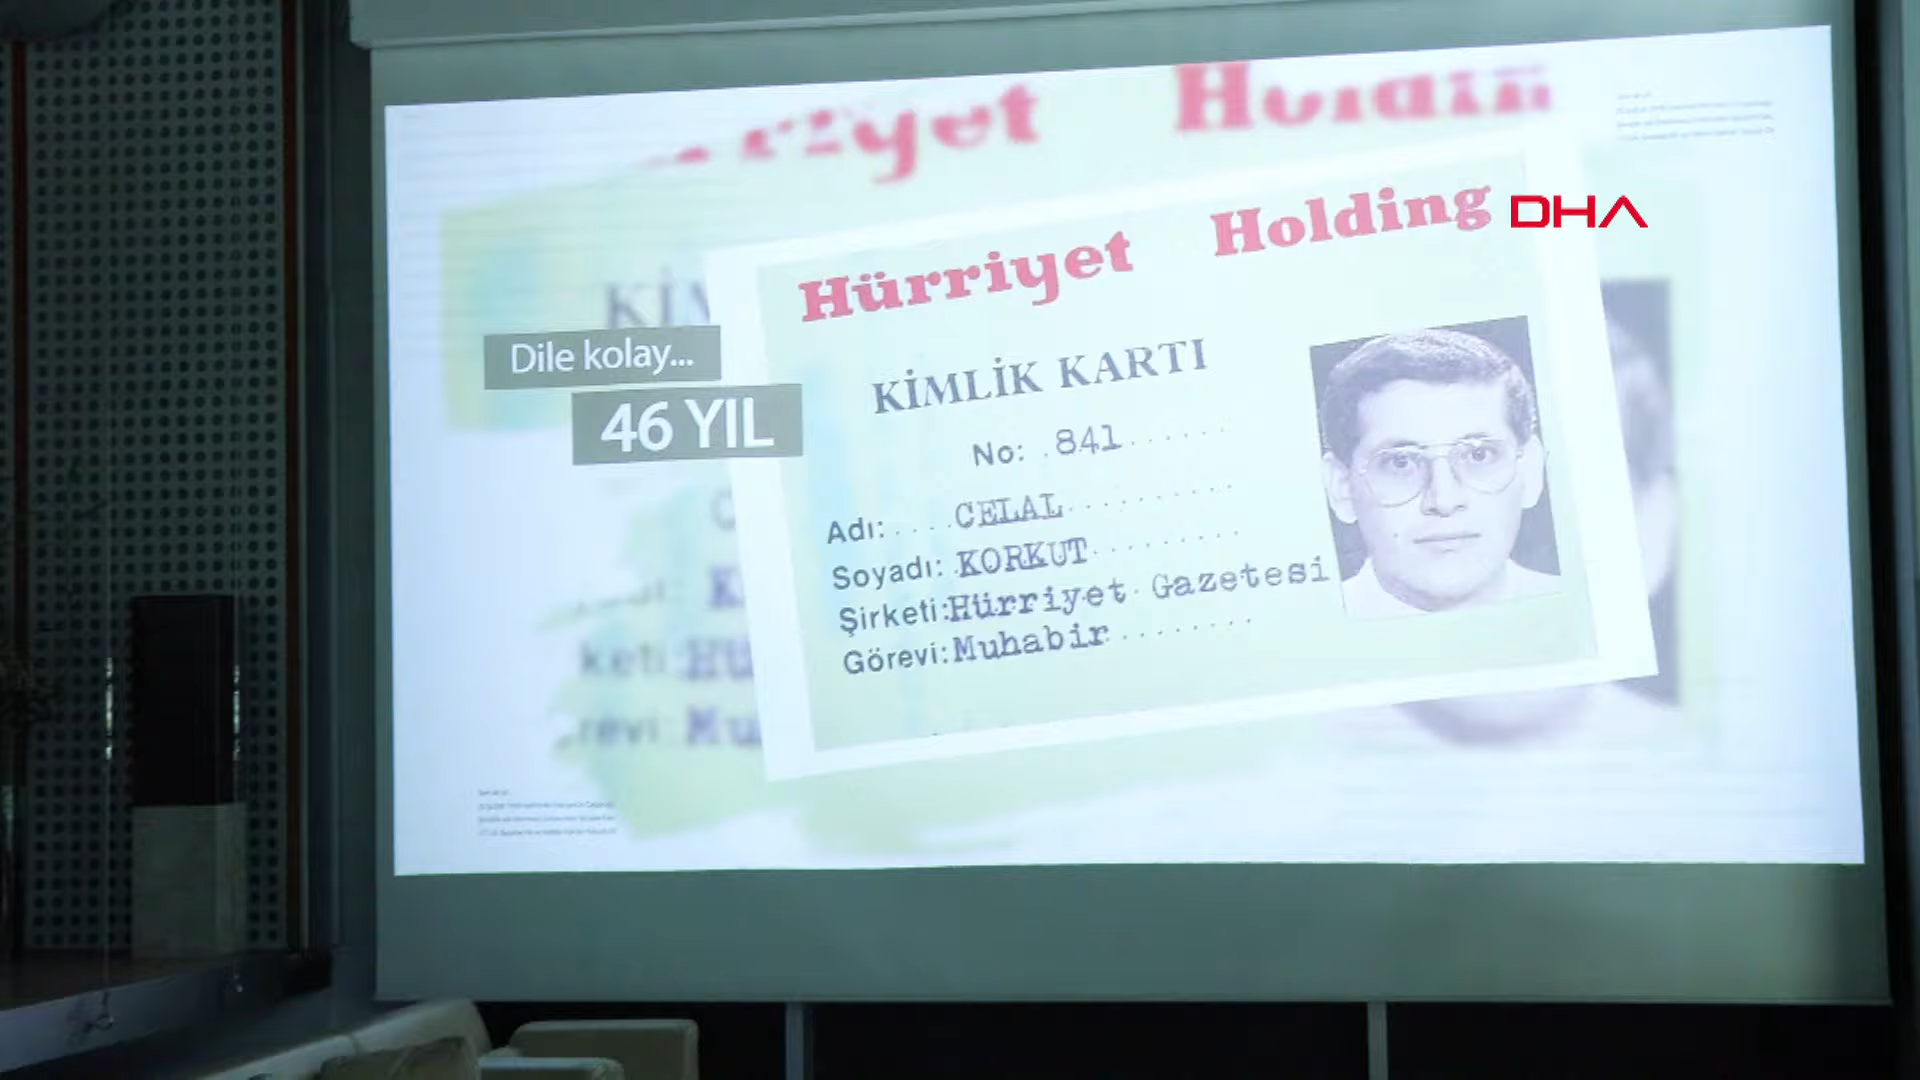 Hürriyet Holding
DHA
Dile kolay...
46 YIL
KİMLİK KARTI
No: 841
Adı: CELAL
Soyadı: KORKUT
Şirketi: Hürriyet Gazetesi
Görevi: Muhabir